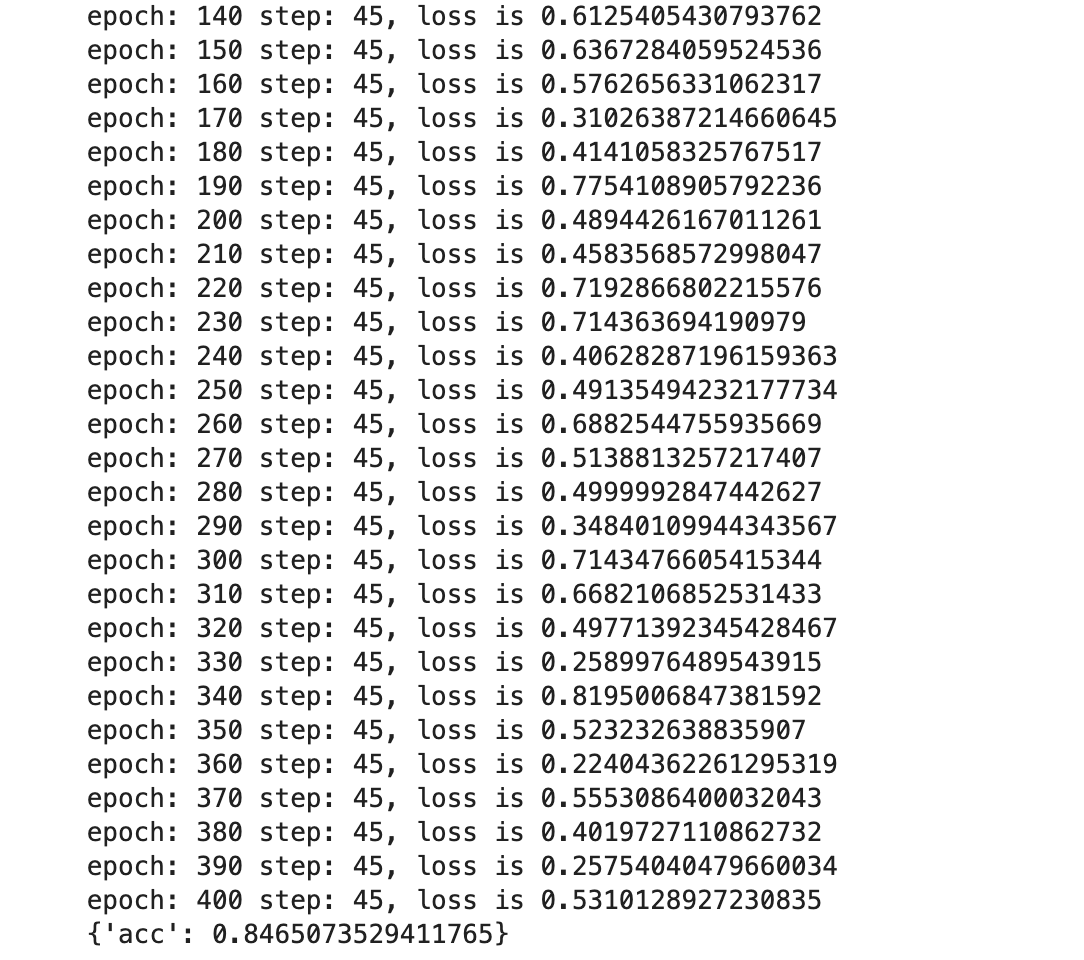 epoch: 140 step: 45, loss is 0.6125405430793762
epoch: 150 step: 45, loss is 0.6367284059524536
epoch: 160 step: 45, loss is 0.5762656331062317
epoch: 170 step: 45, loss is 0.31026387214660645
epoch: 180 step: 45, loss is 0.4141058325767517
epoch: 190 step: 45, loss is 0.7754108905792236
epoch: 200 step: 45, loss is 0.4894426167011261
epoch: 210 step: 45, loss is 0.4583568572998047
epoch: 220 step: 45, loss is 0.7192866802215576
epoch: 230 step: 45, loss is 0.714363694190979
epoch: 240 step: 45, loss is 0.40628287196159363
epoch: 250 step: 45, loss is 0.49135494232177734
epoch: 260 step: 45, loss is 0.6882544755935669
epoch: 270 step: 45, loss is 0.5138813257217407
epoch: 280 step: 45, loss is 0.4999992847442627
epoch: 290 step: 45, loss is 0.34840109944343567
epoch: 300 step: 45, loss is 0.7143476605415344
epoch: 310 step: 45, loss is 0.6682106852531433
epoch: 320 step: 45, loss is 0.49771392345428467
epoch: 330 step: 45, loss is 0.2589976489543915
epoch: 340 step: 45, loss is 0.8195006847381592
epoch: 350 step: 45, loss is 0.523232638835907
epoch: 360 step: 45, loss is 0.22404362261295319
epoch: 370 step: 45, loss is 0.5553086400032043
epoch: 380 step: 45, loss is 0.4019727110862732
epoch: 390 step: 45, loss is 0.25754040479660034
epoch: 400 step: 45, loss is 0.5310128927230835
{'acc': 0.8465073529411765}